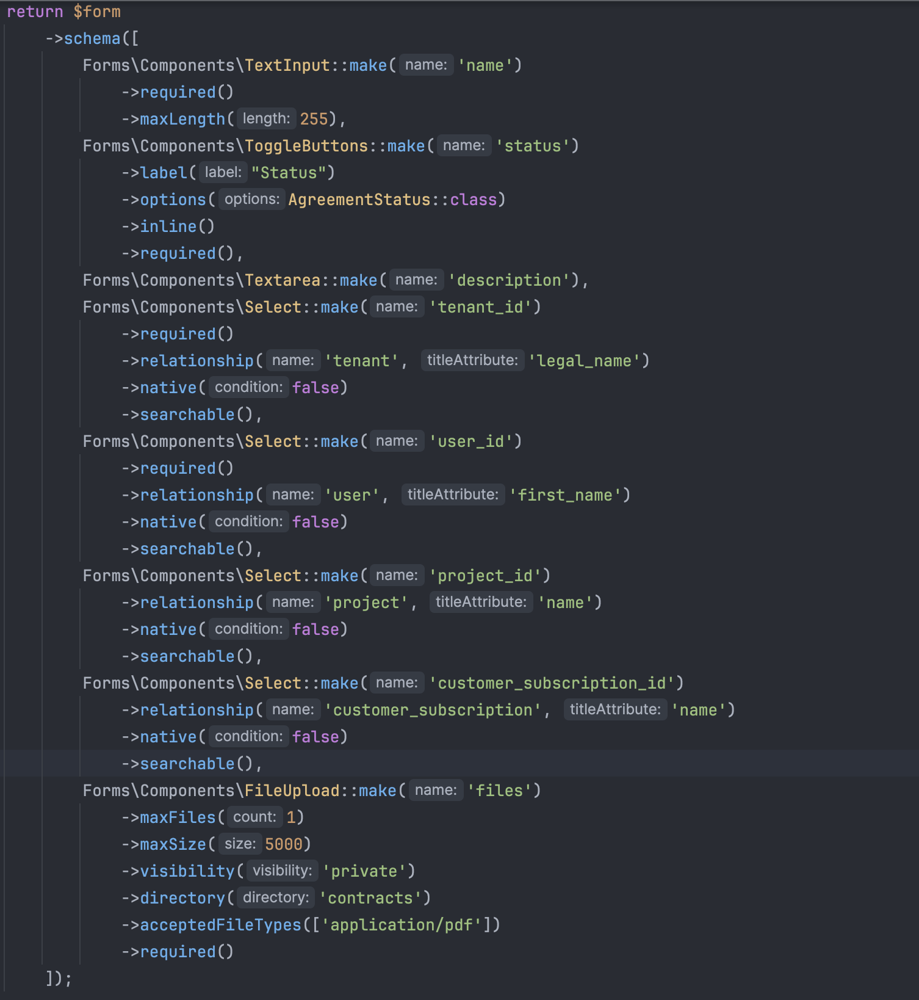 return $form
    ->schema([
        Forms\Components\TextInput::make( name: 'name')
            ->required()
            ->maxLength( length: 255),
        Forms\Components\ToggleButtons::make( name: 'status')
            ->label( label: "Status")
            ->options( options: AgreementStatus::class)
            ->inline()
            ->required(),
        Forms\Components\Textarea::make( name: 'description'),
        Forms\Components\Select::make( name: 'tenant_id')
            ->required()
            ->relationship( name: 'tenant', titleAttribute: 'legal_name')
            ->native( condition: false)
            ->searchable(),
        Forms\Components\Select::make( name: 'user_id')
            ->required()
            ->relationship( name: 'user', titleAttribute: 'first_name')
            ->native( condition: false)
            ->searchable(),
        Forms\Components\Select::make( name: 'project_id')
            ->relationship( name: 'project', titleAttribute: 'name')
            ->native( condition: false)
            ->searchable(),
        Forms\Components\Select::make( name: 'customer_subscription_id')
            ->relationship( name: 'customer_subscription', titleAttribute: 'name')
            ->native( condition: false)
            ->searchable(),
        Forms\Components\FileUpload::make( name: 'files')
            ->maxFiles( count: 1)
            ->maxSize( size: 5000)
            ->visibility( visibility: 'private')
            ->directory( directory: 'contracts')
            ->acceptedFileTypes(['application/pdf'])
            ->required()
    ]);